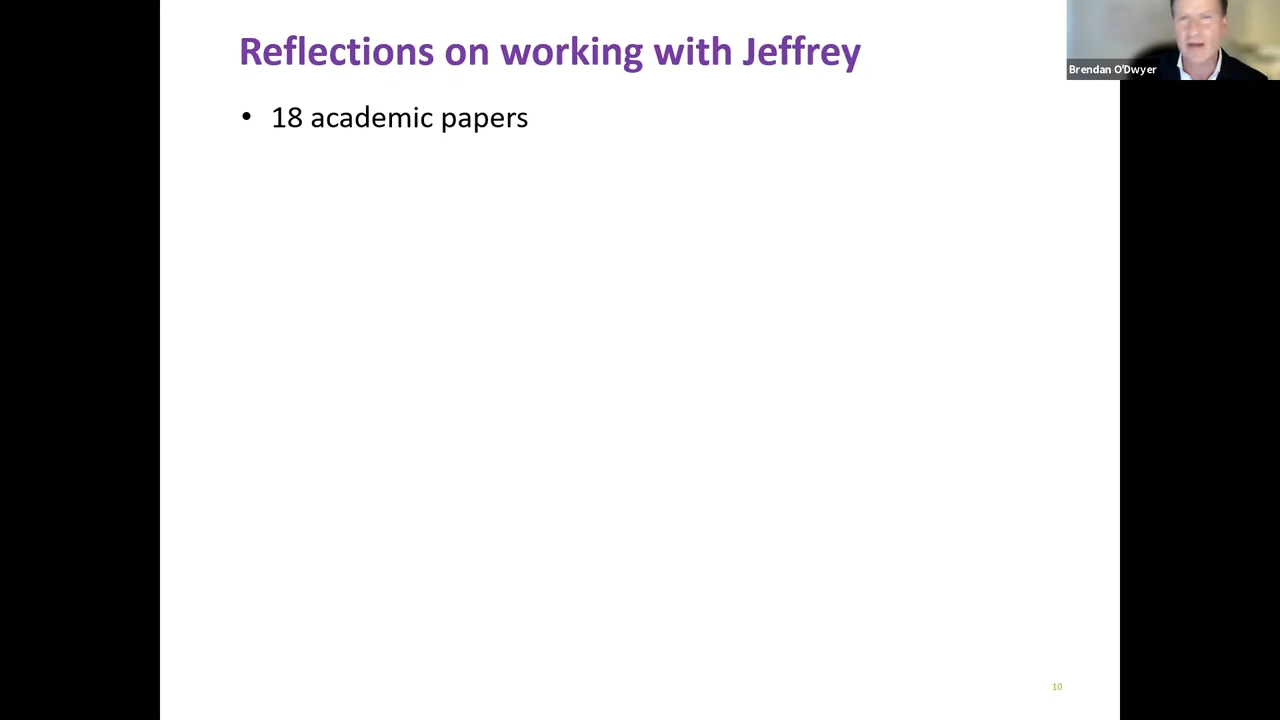 Reflections on working with Jeffrey
Brendan O'Dwyer
• 18 academic papers
10